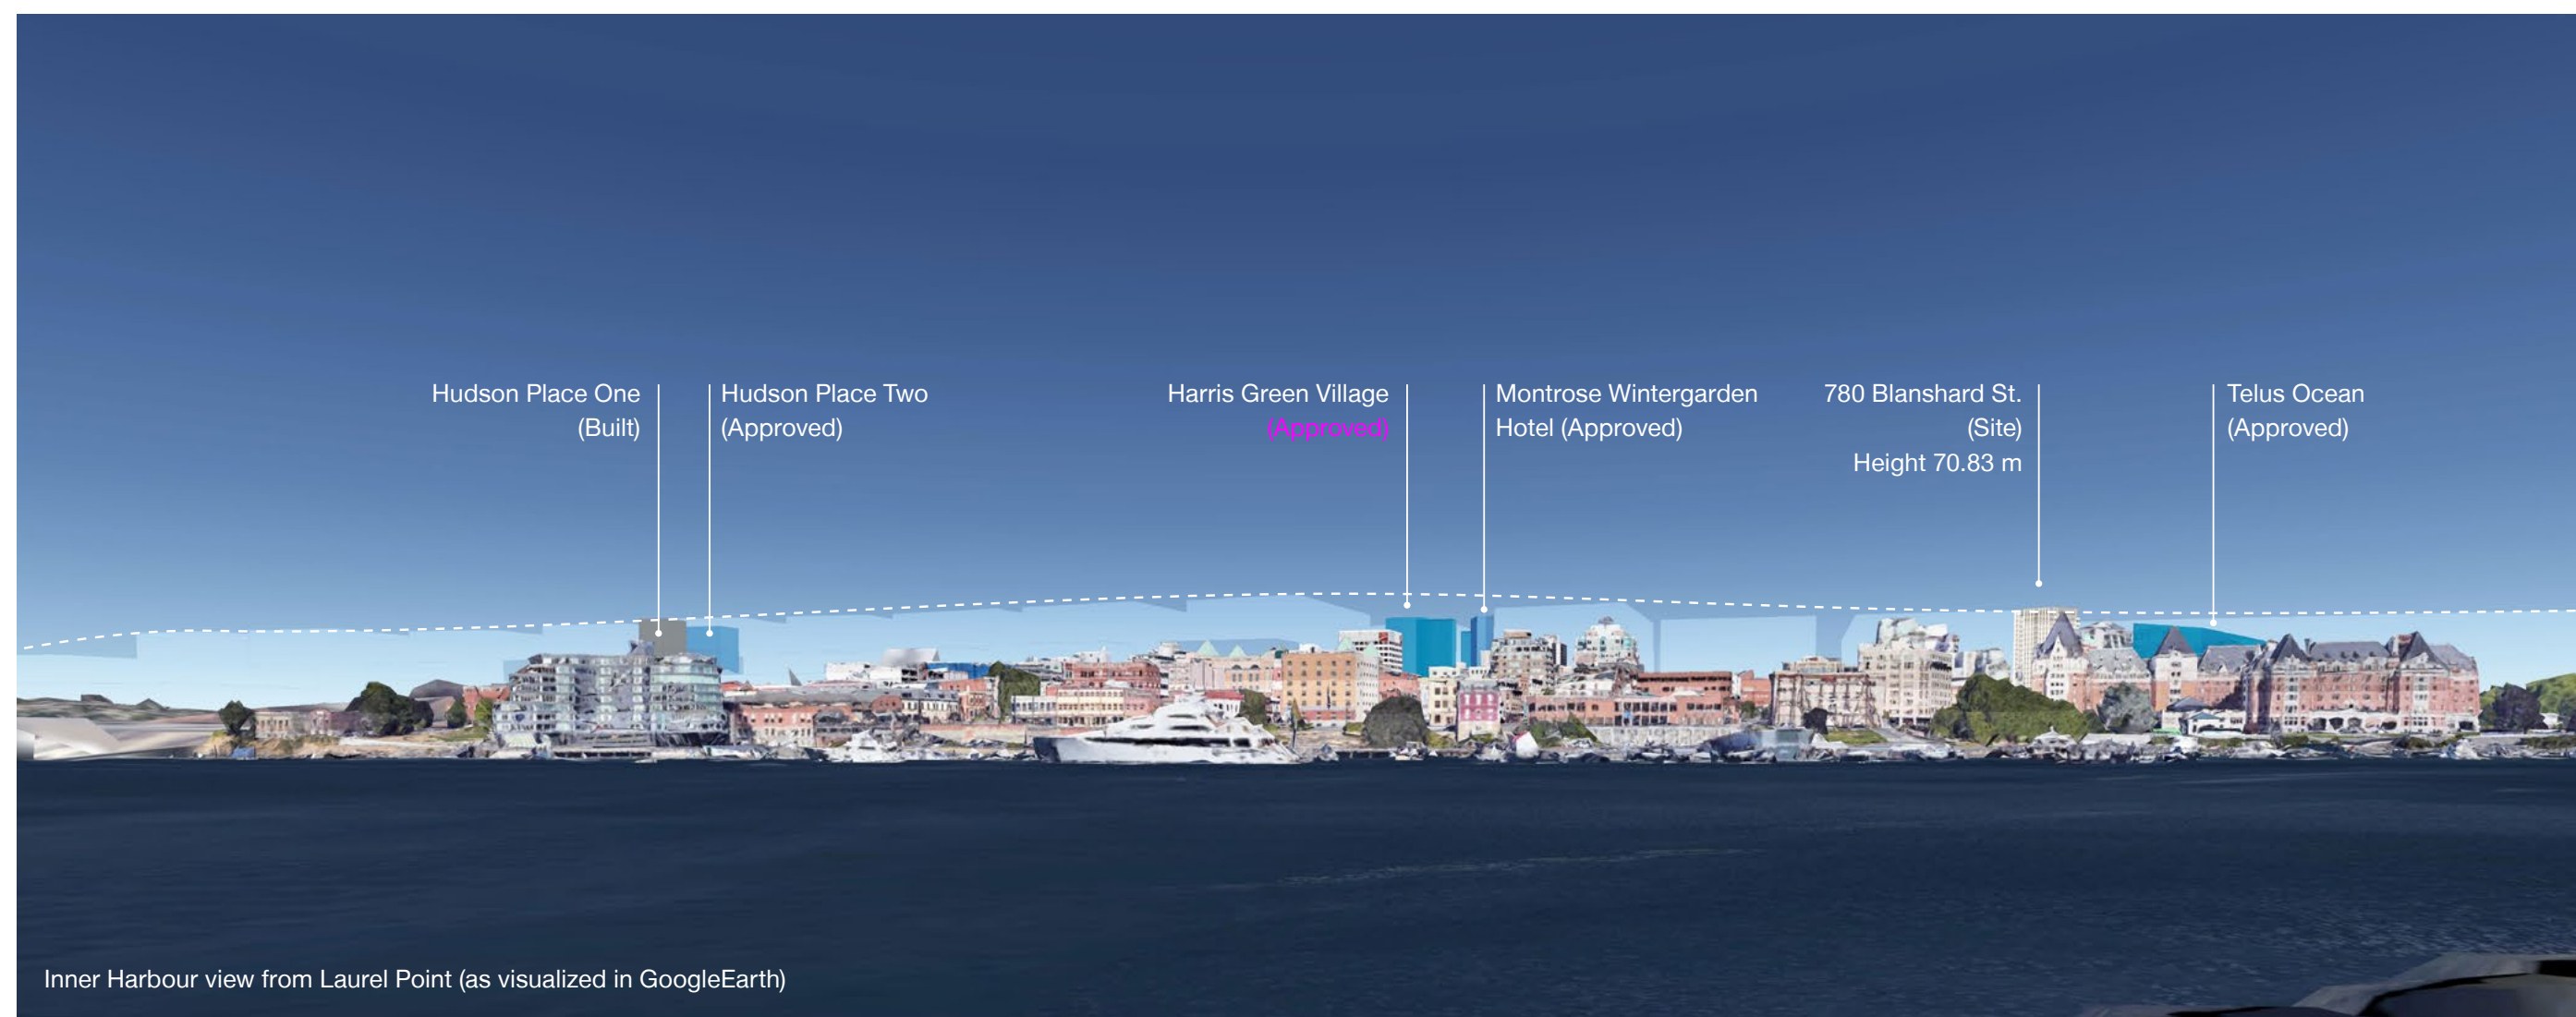 Hudson Place One
(Built)
Hudson Place Two
(Approved)
Harris Green Village
(Approved)
Montrose Wintergarden
Hotel (Approved)
780 Blanshard St.
(Site)
Height 70.83 m
Telus Ocean
(Approved)
Inner Harbour view from Laurel Point (as visualized in GoogleEarth)